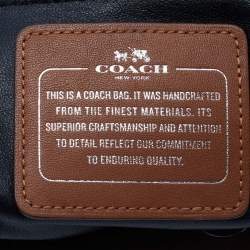 COACH
NEW YORK
THIS IS A COACH BAG. IT WAS HANDCRAFTED
FROM THE FINEST MATERIALS. ITS
SUPERIOR CRAFTSMANSHIP AND ATTENTION
TO DETAIL REFLECT OUR COMMITMENT
TO ENDURING QUALITY.